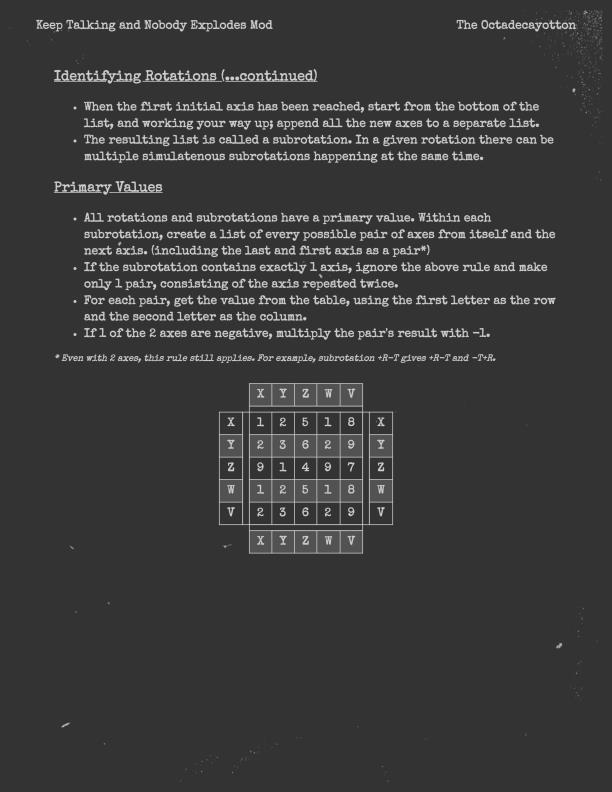 Keep Talking and Nobody Explodes Mod The Octadecayotton
Identifying Rotations (...continued)
• When the first initial axis has been reached, start from the bottom of the
list, and working your way up; append all the new axes to a separate list.
• The resulting list is called a subrotation. In a given rotation there can be
multiple simulatenous subrotations happening at the same time.
Primary Values
• All rotations and subrotations have a primary value. Within each
subrotation, create a list of every possible pair of axes from itself and the
next axis. (including the last and first axis as a pair*)
• If the subrotation contains exactly 1 axis, ignore the above rule and make
only 1 pair, consisting of the axis repeated twice.
• For each pair, get the value from the table, using the first letter as the row
and the second letter as the column.
• If 1 of the 2 axes are negative, multiply the pair's result with -1.
* Even with 2 axes, this rule still applies. For example, subrotation +R-T gives +R-T and -T+R.
X Y Z W V
X 1 2 5 1 8 X
Y 2 3 6 2 9 Y
Z 9 1 4 9 7 Z
W 1 2 5 1 8 W
V 2 3 6 2 9 V
X Y Z W V